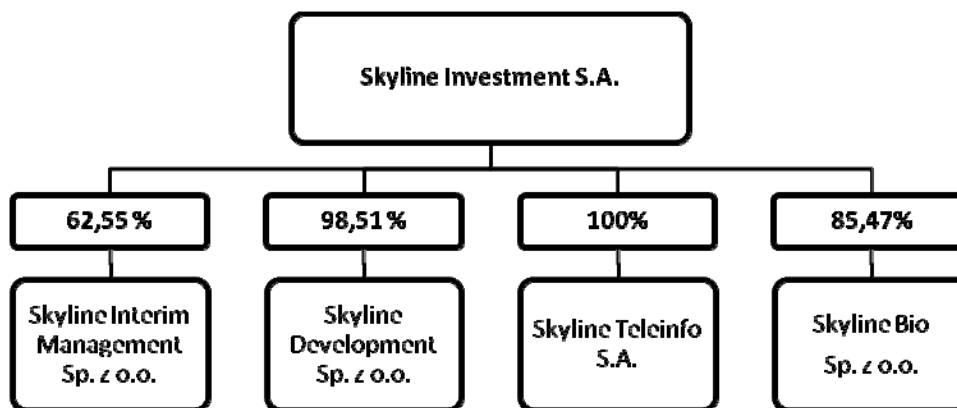 Skyline Investment S.A.
62,55 %
98,51 %
100%
85,47%
Skyline Interim
Management
Sp. z o.o.
Skyline
Development
Sp. z o.o.
Skyline Teleinfo
S.A.
Skyline Bio
Sp. z o.o.